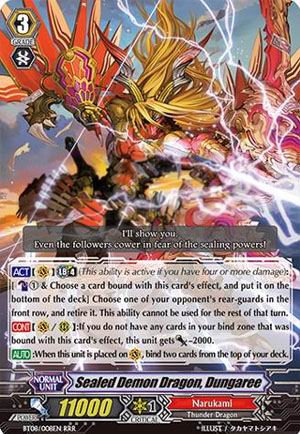 3
GRADE
I'll show you.
Even the followers cower in fear of the sealing powers!
ACT [V] LB 4 (This ability is active if you have four or more damage):
[① & Choose a card bound with this card's effect, and put it on the
bottom of the deck] Choose one of your opponent's rear-guards in the
front row, and retire it. This ability cannot be used for the rest of that turn.
CONT [V]: If you do not have any cards in your bind zone that was
bound with this card's effect, this unit gets -2000.
AUTO :When this unit is placed on [V], bind two cards from the top of your deck.
NORMAL
UNIT
Sealed Demon Dragon, Dungaree
POWER
11000
1
CRITICAL
Narukami
Thunder Dragon
BT08/008EN RRR
ILLUST / タカヤマトシアキ